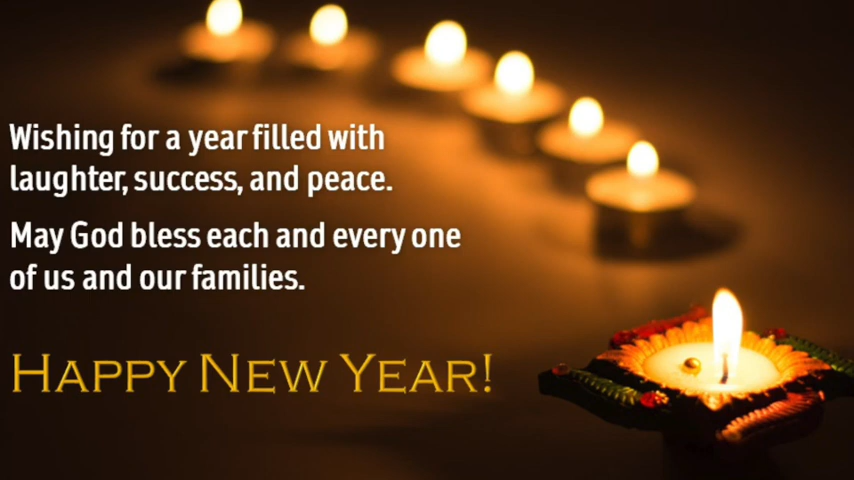 Wishing for a year filled with
laughter, success, and peace.
May God bless each and every one
of us and our families.
Happy New Year!